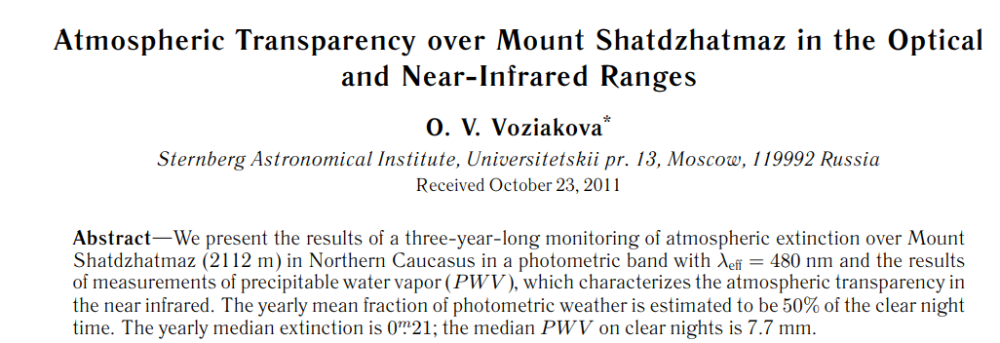 Atmospheric Transparency over Mount Shatdzhatmaz in the Optical
and Near-Infrared Ranges
O. V. Voziakova*
Sternberg Astronomical Institute, Universitetskii pr. 13, Moscow, 119992 Russia
Received October 23, 2011
Abstract—We present the results of a three-year-long monitoring of atmospheric extinction over Mount
Shatdzhatmaz (2112 m) in Northern Caucasus in a photometric band with λeff = 480 nm and the results
of measurements of precipitable water vapor (PWV), which characterizes the atmospheric transparency in
the near infrared. The yearly mean fraction of photometric weather is estimated to be 50% of the clear night
time. The yearly median extinction is 0ᵐ.21; the median PWV on clear nights is 7.7 mm.